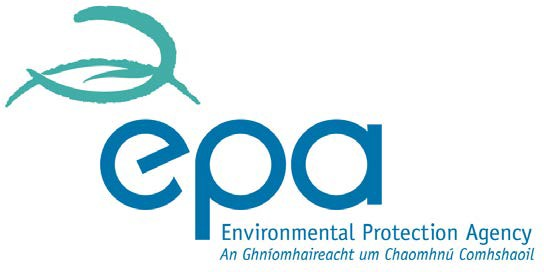 epa
Environmental Protection Agency
An Ghníomhaireacht um Chaomhnú Comhshaoil